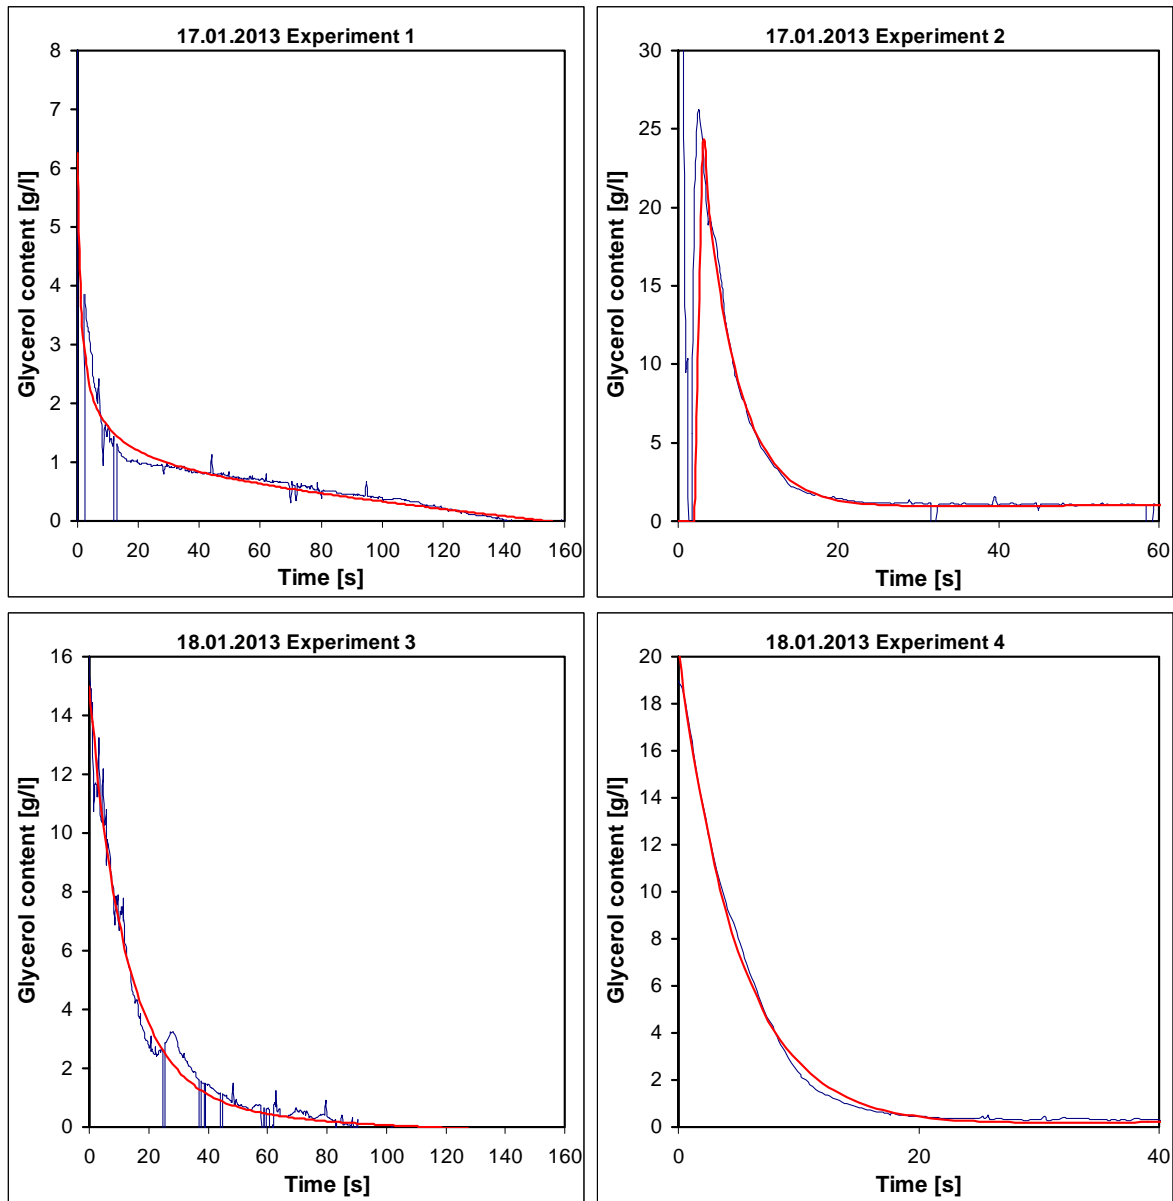 17.01.2013 Experiment 1
Glycerol content [g/l]
8
7
6
5
4
3
2
1
0
0 20 40 60 80 100 120 140 160
Time [s]
17.01.2013 Experiment 2
Glycerol content [g/l]
30
25
20
15
10
5
0
0 20 40 60
Time [s]
18.01.2013 Experiment 3
Glycerol content [g/l]
16
14
12
10
8
6
4
2
0
0 20 40 60 80 100 120 140 160
Time [s]
18.01.2013 Experiment 4
Glycerol content [g/l]
20
18
16
14
12
10
8
6
4
2
0
0 20 40
Time [s]